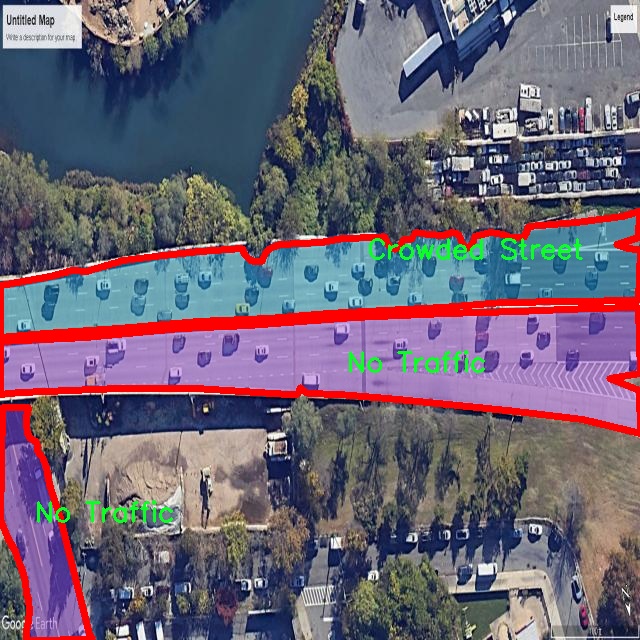 Untitled Map
Write a description for your map.
Legend
Crowded Street
No Traffic
No Traffic
Google Earth